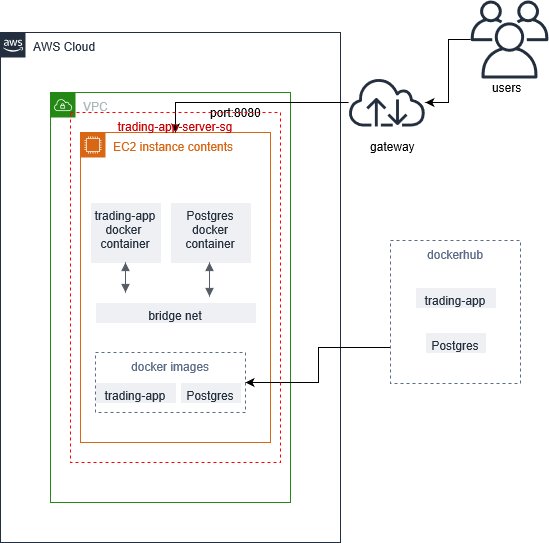 aws
AWS Cloud
users
VPC
port:8080
trading-app-server-sg
EC2 instance contents
gateway
trading-app
docker
container
Postgres
docker
container
bridge net
docker images
trading-app
Postgres
dockerhub
trading-app
Postgres